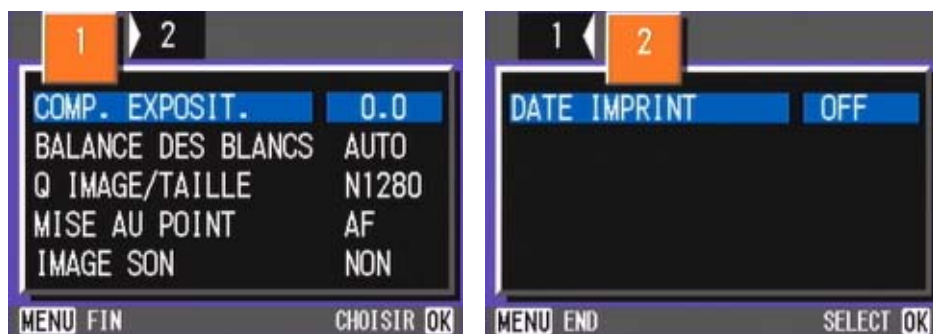 1 2
COMP. EXPOSIT. 0.0
BALANCE DES BLANCS AUTO
Q IMAGE/TAILLE N1280
MISE AU POINT AF
IMAGE SON NON
MENU FIN CHOISIR OK
1 2
DATE IMPRINT OFF
MENU END SELECT OK